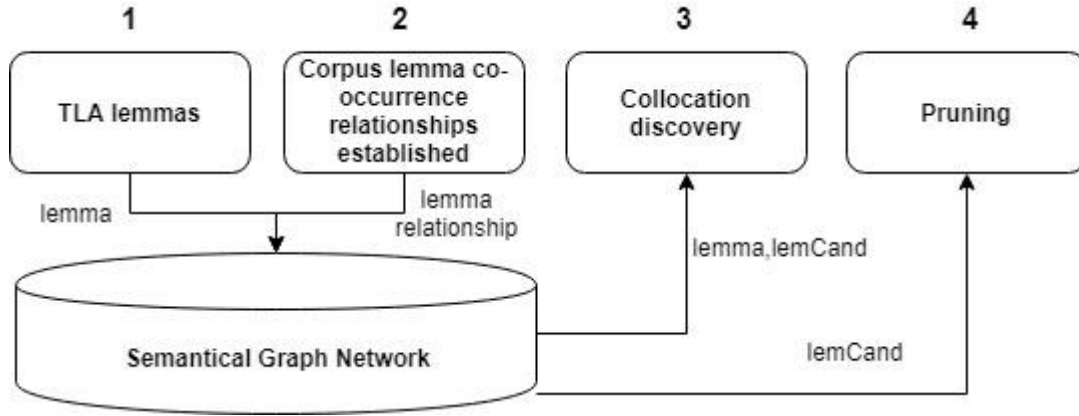 1
2
3
4
TLA lemmas
Corpus lemma co-
occurrence
relationships
established
Collocation
discovery
Pruning
lemma
lemma
relationship
lemma,lemCand
Semantical Graph Network
lemCand